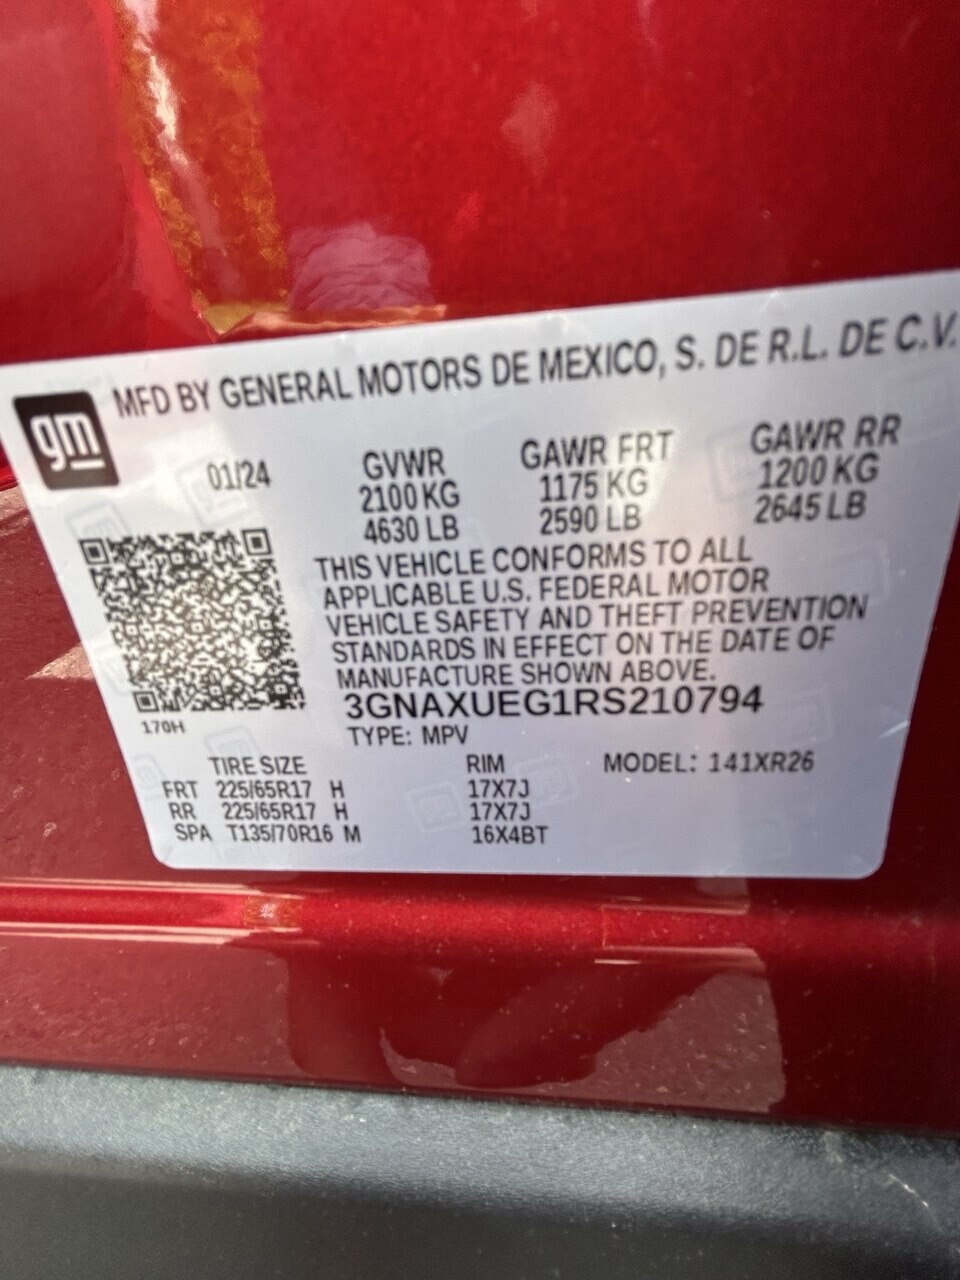 gm
MFD BY GENERAL MOTORS DE MEXICO, S. DE R.L. DE C.V.
01/24
GVWR
2100 KG
4630 LB
GAWR FRT
1175 KG
2590 LB
GAWR RR
1200 KG
2645 LB
THIS VEHICLE CONFORMS TO ALL
APPLICABLE U.S. FEDERAL MOTOR
VEHICLE SAFETY AND THEFT PREVENTION
STANDARDS IN EFFECT ON THE DATE OF
MANUFACTURE SHOWN ABOVE.
3GNAXUEG1RS210794
170H
TYPE: MPV
MODEL: 141XR26
TIRE SIZE RIM
FRT 225/65R17 H 17X7J
RR 225/65R17 H 17X7J
SPA T135/70R16 M 16X4BT